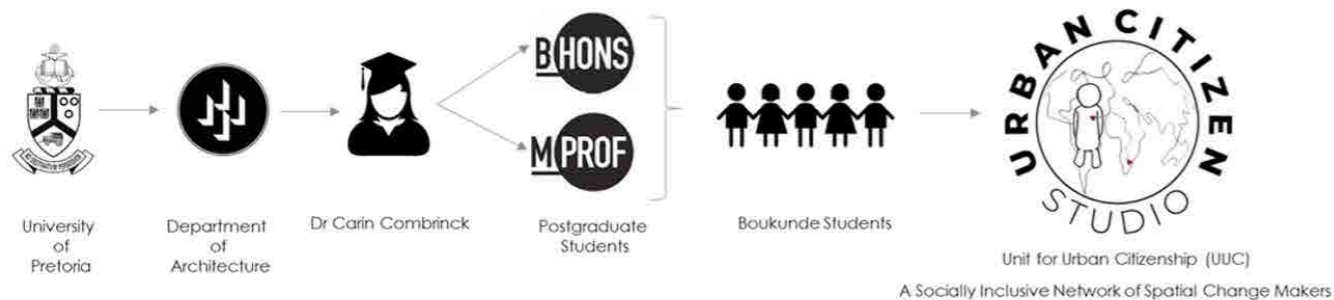 BHONS
MPROF
URBAN CITIZEN
STUDIO
University
of
Pretoria
Department
of
Architecture
Dr Carin Combrinck
Postgraduate
Students
Boukunde Students
Unit for Urban Citizenship (UUC)
A Socially Inclusive Network of Spatial Change Makers